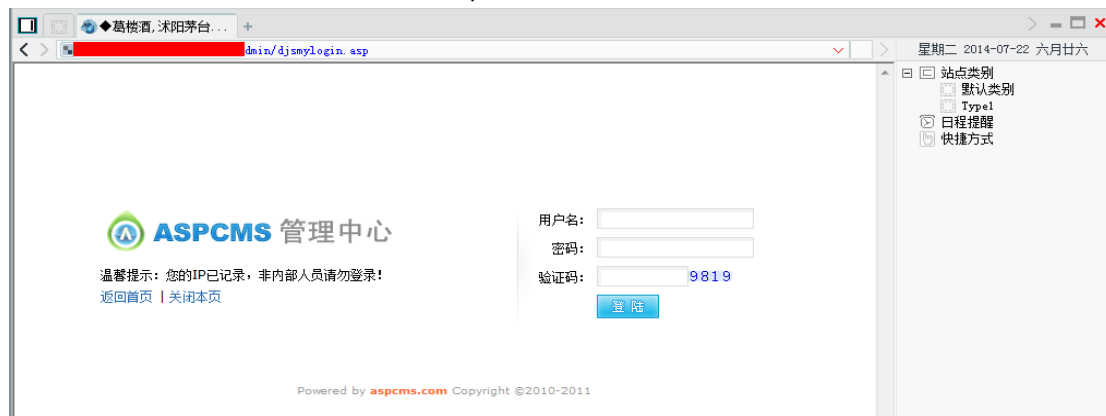 ◆葛楼酒,沭阳茅台... +
dmin/djsmylogin.asp
星期二 2014-07-22 六月廿六
站点类别
默认类别
Type1
日程提醒
快捷方式
ASPCMS 管理中心
温馨提示：您的IP已记录，非内部人员请勿登录！
返回首页 | 关闭本页
用户名：
密码：
验证码： 9819
登 陆
Powered by aspcms.com Copyright ©2010-2011